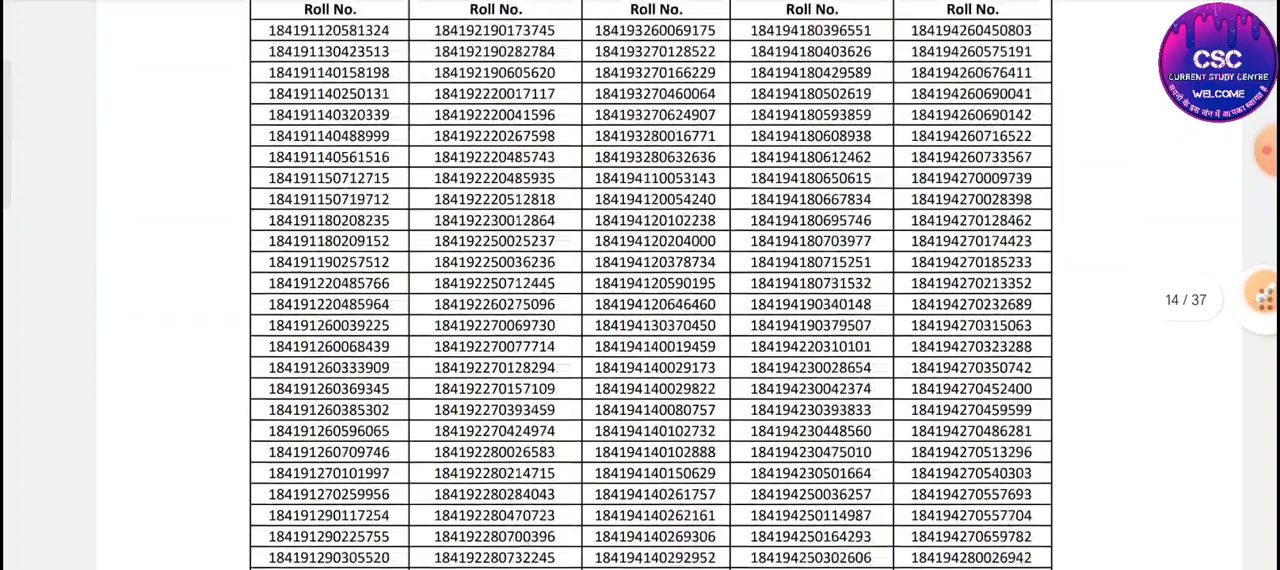 Roll No. Roll No. Roll No. Roll No. Roll No.
184191120581324 184192190173745 184193260069175 184194180396551 184194260450803
184191130423513 184192190282784 184193270128522 184194180403626 184194260575191
184191140158198 184192190605620 184193270166229 184194180429589 184194260676411
184191140250131 184192220017117 184193270460064 184194180502619 184194260690041
184191140320339 184192220041596 184193270624907 184194180593859 184194260690142
184191140488999 184192220267598 184193280016771 184194180608938 184194260716522
184191140561516 184192220485743 184193280632636 184194180612462 184194260733567
184191150712715 184192220485935 184194110053143 184194180650615 184194270009739
184191150719712 184192220512818 184194120054240 184194180667834 184194270028398
184191180208235 184192230012864 184194120102238 184194180695746 184194270128462
184191180209152 184192250025237 184194120204000 184194180703977 184194270174423
184191190257512 184192250036236 184194120378734 184194180715251 184194270185233
184191220485766 184192250712445 184194120590195 184194180731532 184194270213352
184191220485964 184192260275096 184194120646460 184194190340148 184194270232689
184191260039225 184192270069730 184194130370450 184194190379507 184194270315063
184191260068439 184192270077714 184194140019459 184194220310101 184194270323288
184191260333909 184192270128294 184194140029173 184194230028654 184194270350742
184191260369345 184192270157109 184194140029822 184194230042374 184194270452400
184191260385302 184192270393459 184194140080757 184194230393833 184194270459599
184191260596065 184192270424974 184194140102732 184194230448560 184194270486281
184191260709746 184192280026583 184194140102888 184194230475010 184194270513296
184191270101997 184192280214715 184194140150629 184194230501664 184194270540303
184191270259956 184192280284043 184194140261757 184194250036257 184194270557693
184191290117254 184192280470723 184194140262161 184194250114987 184194270557704
184191290225755 184192280700396 184194140269306 184194250164293 184194270659782
184191290305520 184192280732245 184194140292952 184194250302606 184194280026942
CSC
CURRENT STUDY CENTRE
WELCOME
सपनो के इस जंग में आपका स्वागत है
14 / 37